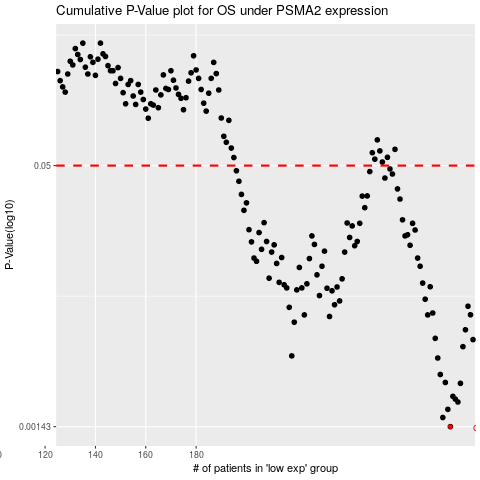 Cumulative P-Value plot for OS under PSMA2 expression
0.05
P-Value(log10)
0.00143
120 140 160 180
# of patients in 'low exp' group